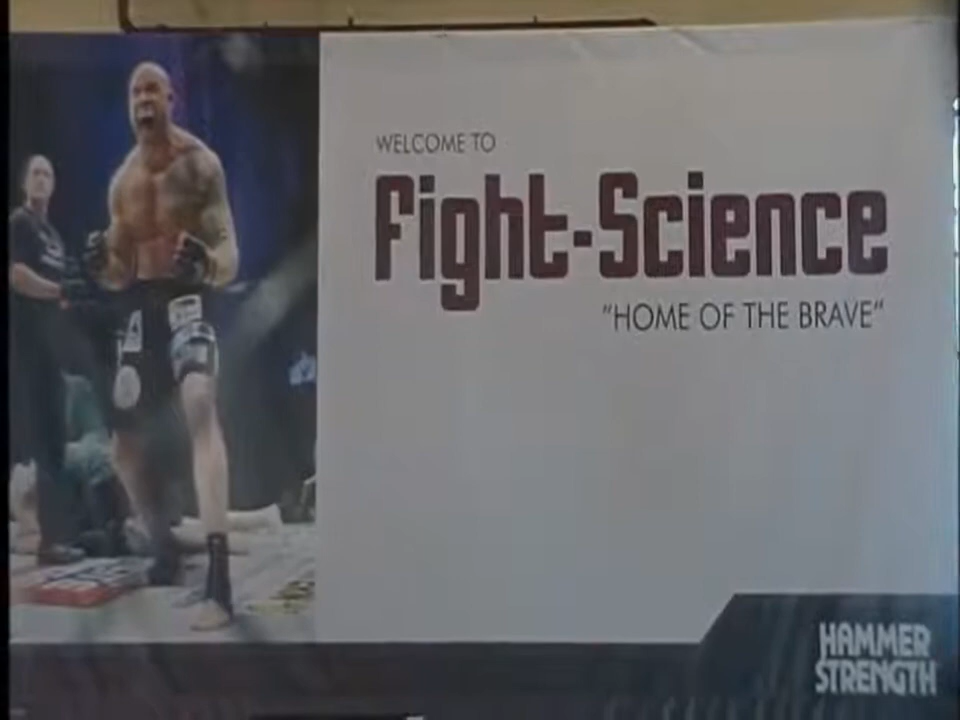 WELCOME TO
Fight-Science
"HOME OF THE BRAVE"
HAMMER
STRENGTH